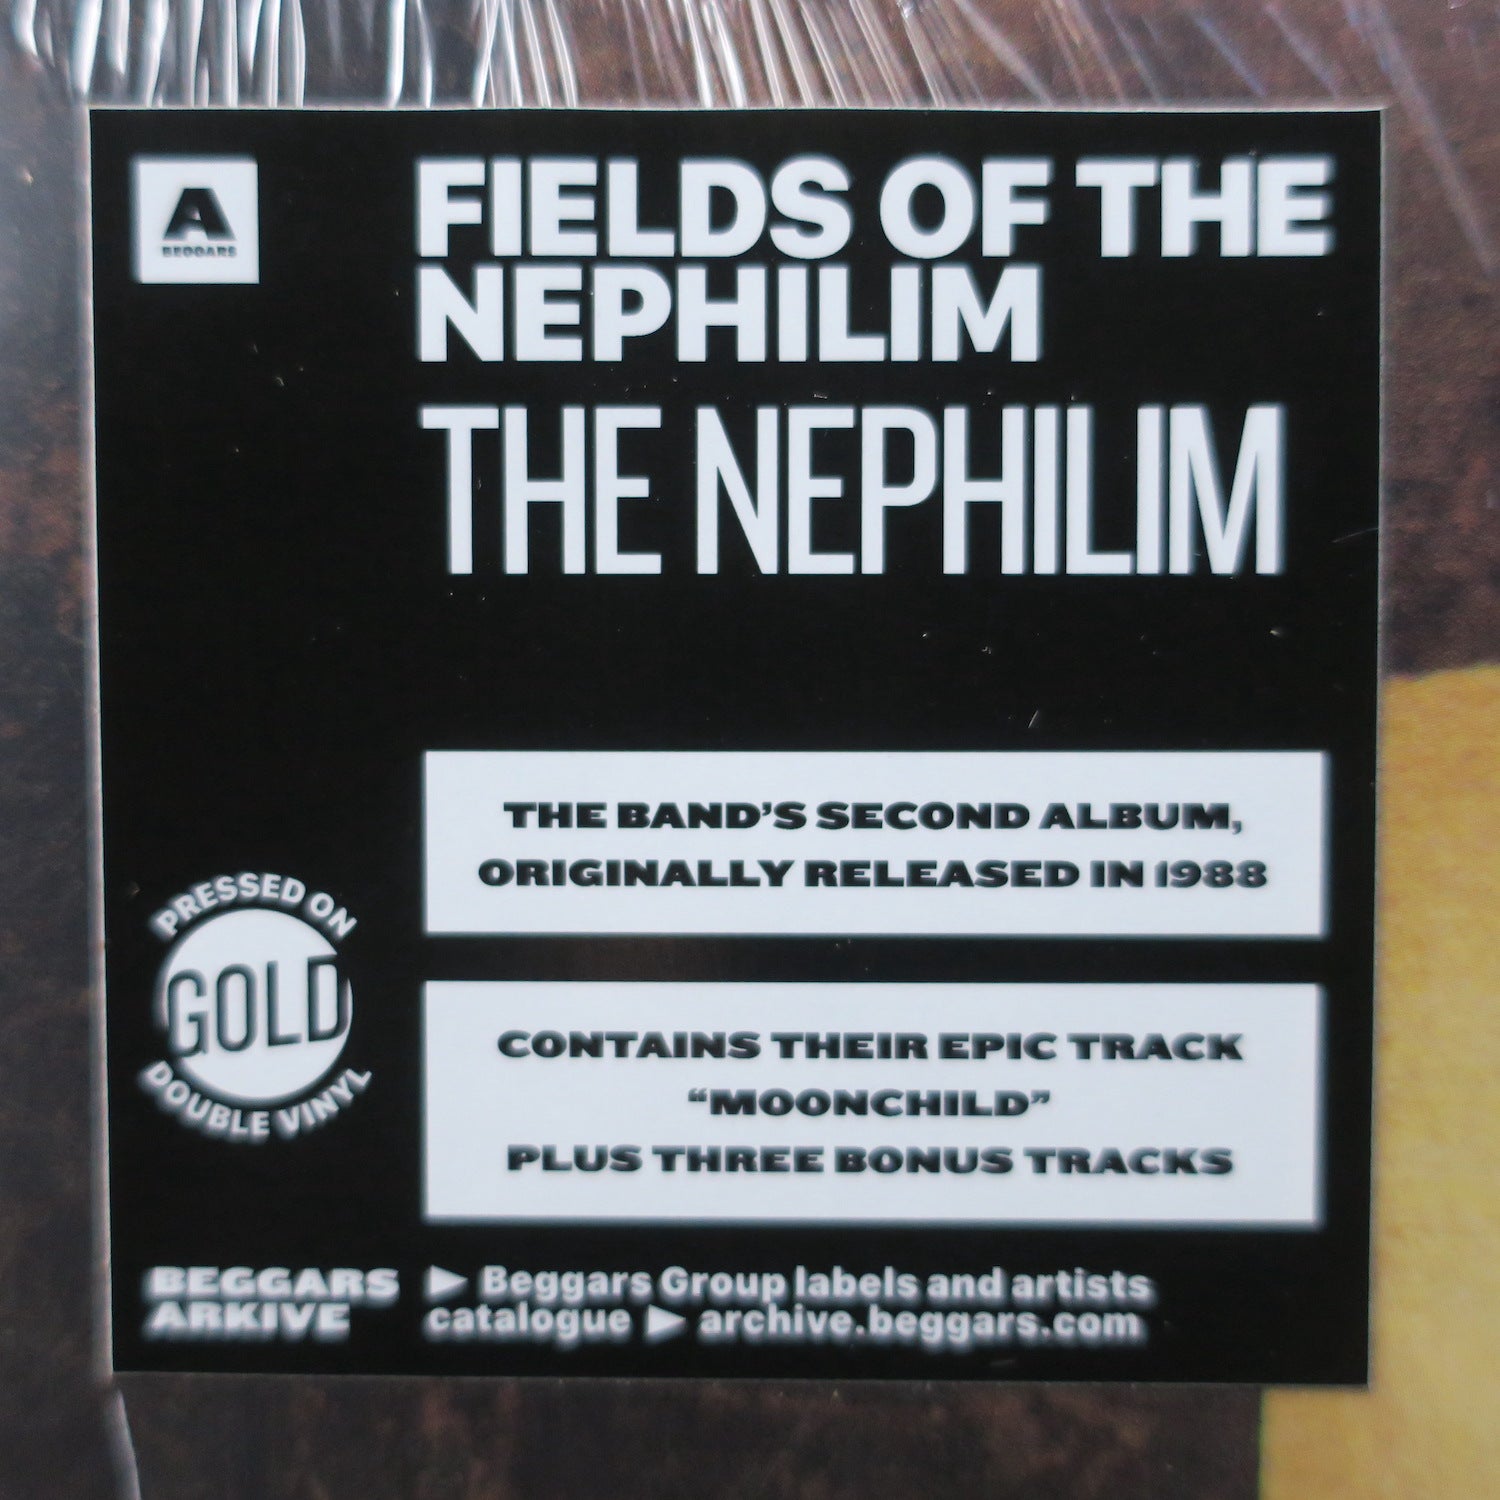 A
BEGGARS
FIELDS OF THE
NEPHILIM
THE NEPHILIM
THE BAND'S SECOND ALBUM,
ORIGINALLY RELEASED IN 1988
PRESSED ON
GOLD
DOUBLE VINYL
CONTAINS THEIR EPIC TRACK
“MOONCHILD”
PLUS THREE BONUS TRACKS
BEGGARS
ARKIVE
▶ Beggars Group labels and artists
catalogue ▶ archive.beggars.com